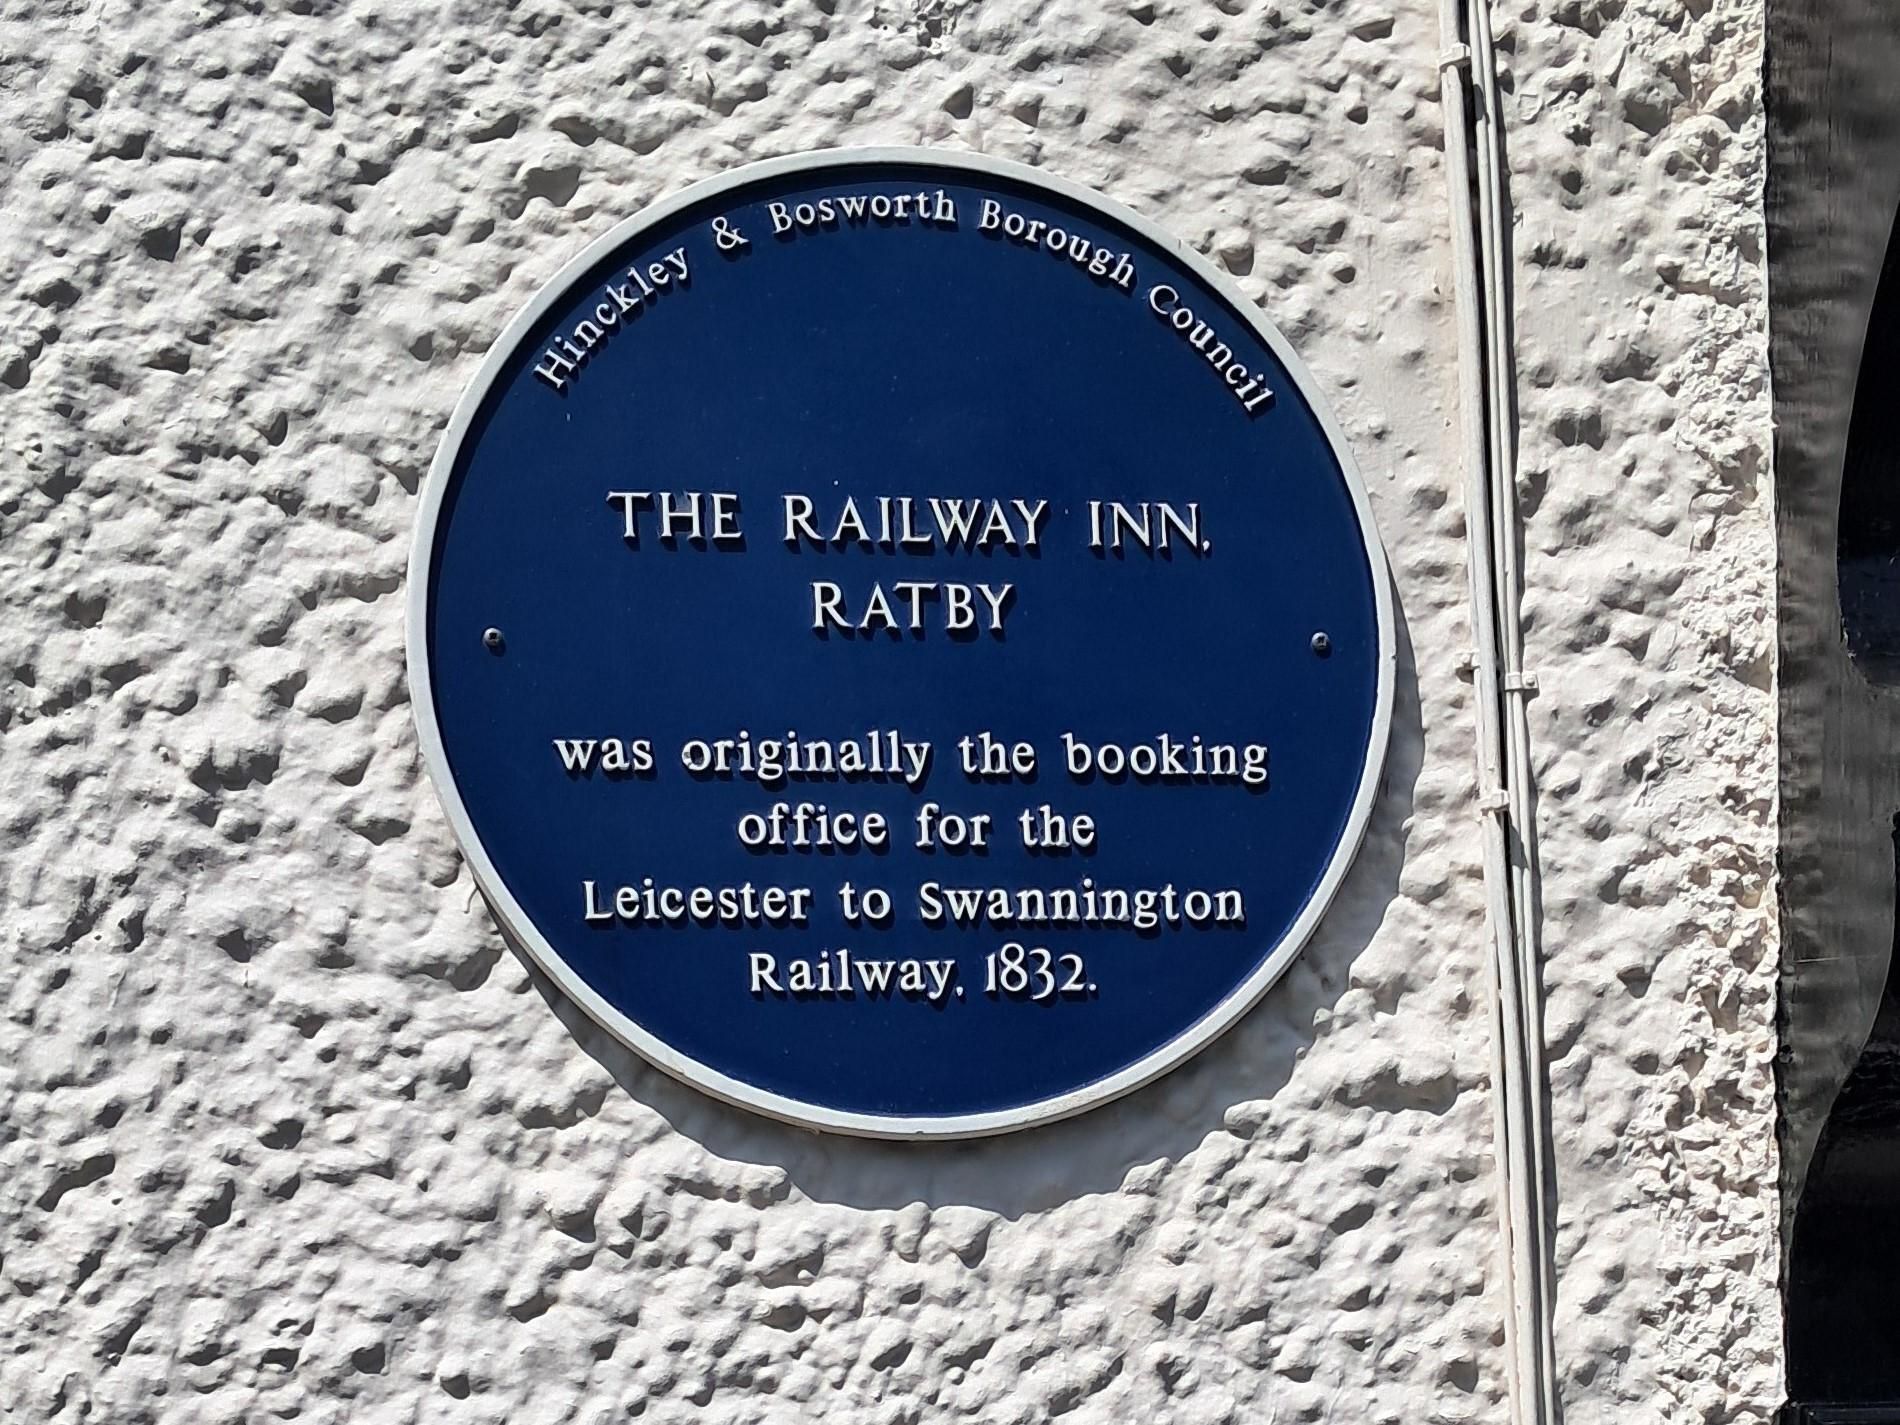 Hinckley & Bosworth Borough Council
THE RAILWAY INN,
RATBY
was originally the booking
office for the
Leicester to Swannington
Railway, 1832.